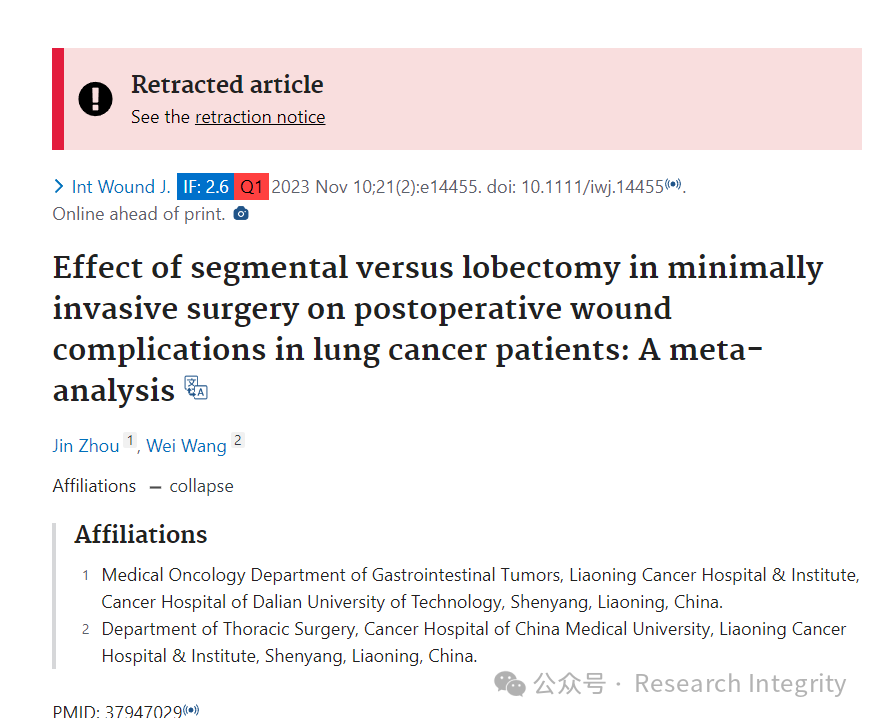 Retracted article
See the retraction notice
Int Wound J. IF: 2.6 Q1 2023 Nov 10;21(2):e14455. doi: 10.1111/iwj.14455.
Online ahead of print.
Effect of segmental versus lobectomy in minimally
invasive surgery on postoperative wound
complications in lung cancer patients: A meta-
analysis
Jin Zhou 1, Wei Wang 2
Affiliations — collapse
Affiliations
1 Medical Oncology Department of Gastrointestinal Tumors, Liaoning Cancer Hospital & Institute,
Cancer Hospital of Dalian University of Technology, Shenyang, Liaoning, China.
2 Department of Thoracic Surgery, Cancer Hospital of China Medical University, Liaoning Cancer
Hospital & Institute, Shenyang, Liaoning, China.
公众号 · Research Integrity
PMID: 37947029